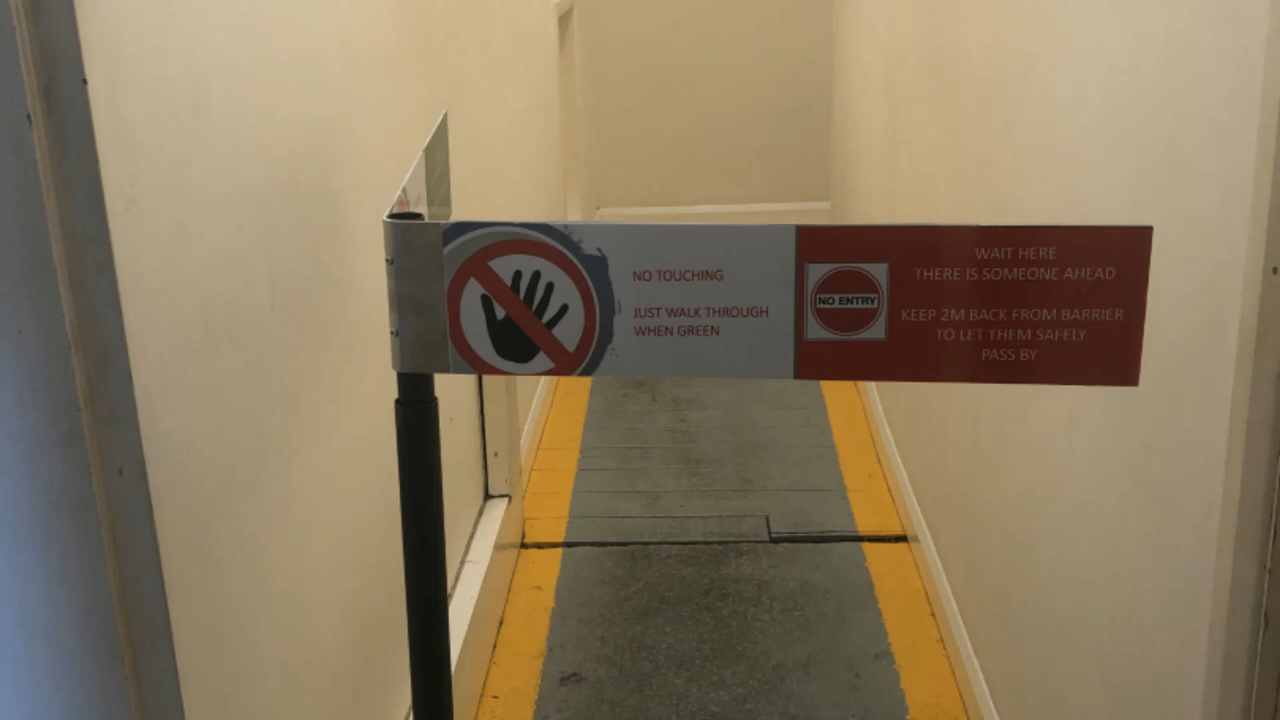 NO TOUCHING
JUST WALK THROUGH
WHEN GREEN
NO ENTRY
WAIT HERE
THERE IS SOMEONE AHEAD
KEEP 2M BACK FROM BARRIER
TO LET THEM SAFELY
PASS BY